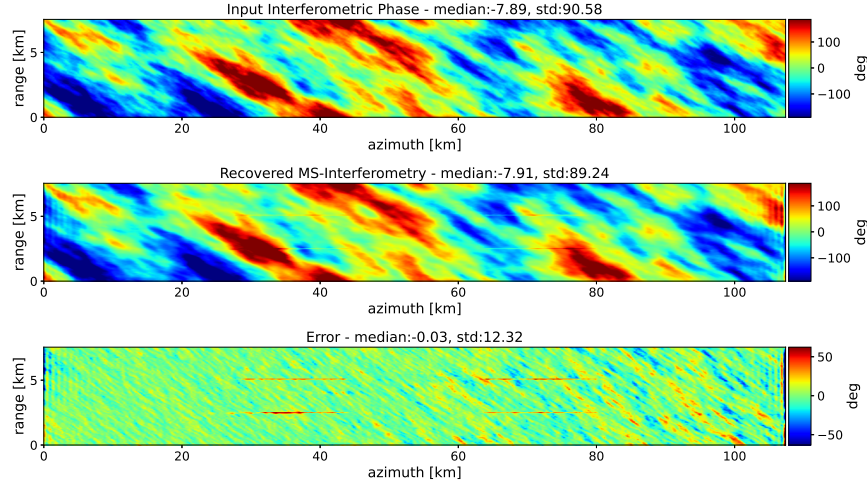 Input Interferometric Phase - median:-7.89, std:90.58
range [km]
5
0
0 20 40 60 80 100
azimuth [km]
100
0
−100
deg
Recovered MS-Interferometry - median:-7.91, std:89.24
range [km]
5
0
0 20 40 60 80 100
azimuth [km]
100
0
−100
deg
Error - median:-0.03, std:12.32
range [km]
5
0
0 20 40 60 80 100
azimuth [km]
50
0
−50
deg